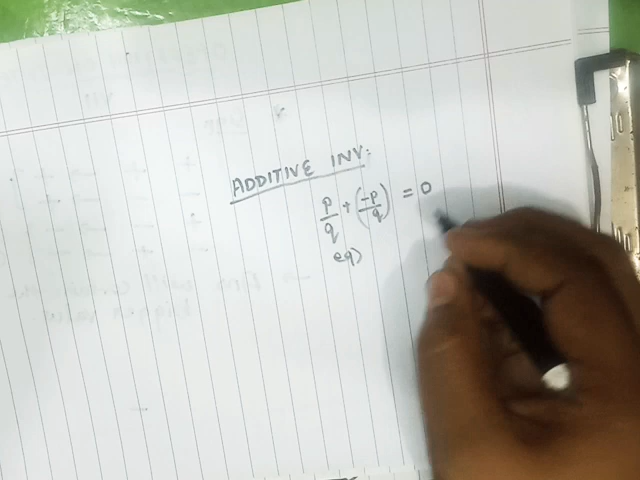 ADDITIVE INV:
p/q + (-p/q) = 0
eg)